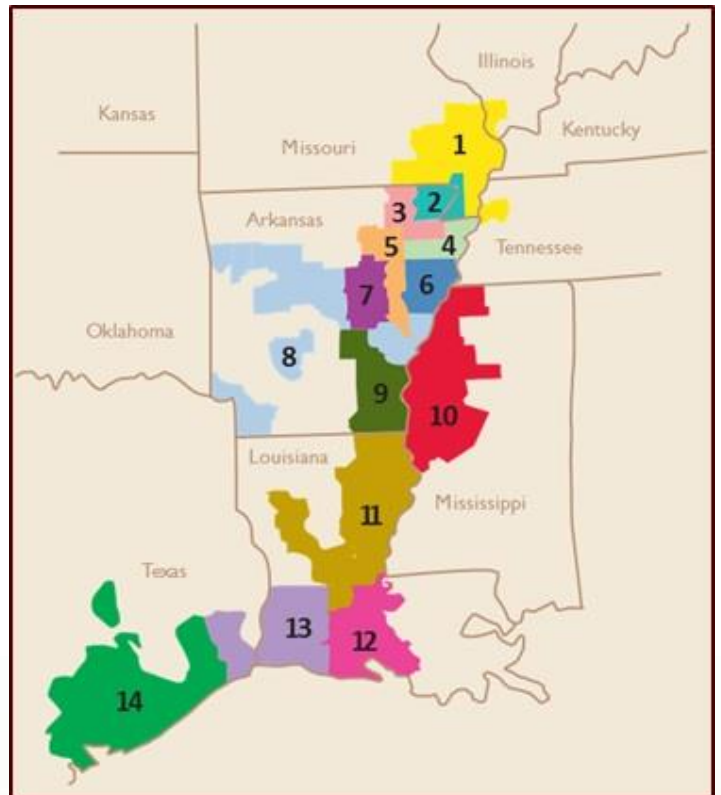 Illinois
Kansas
Kentucky
Missouri
1
2
3
Arkansas
4
5
Tennessee
6
7
Oklahoma
8
9
10
Louisiana
11
Mississippi
Texas
13
12
14